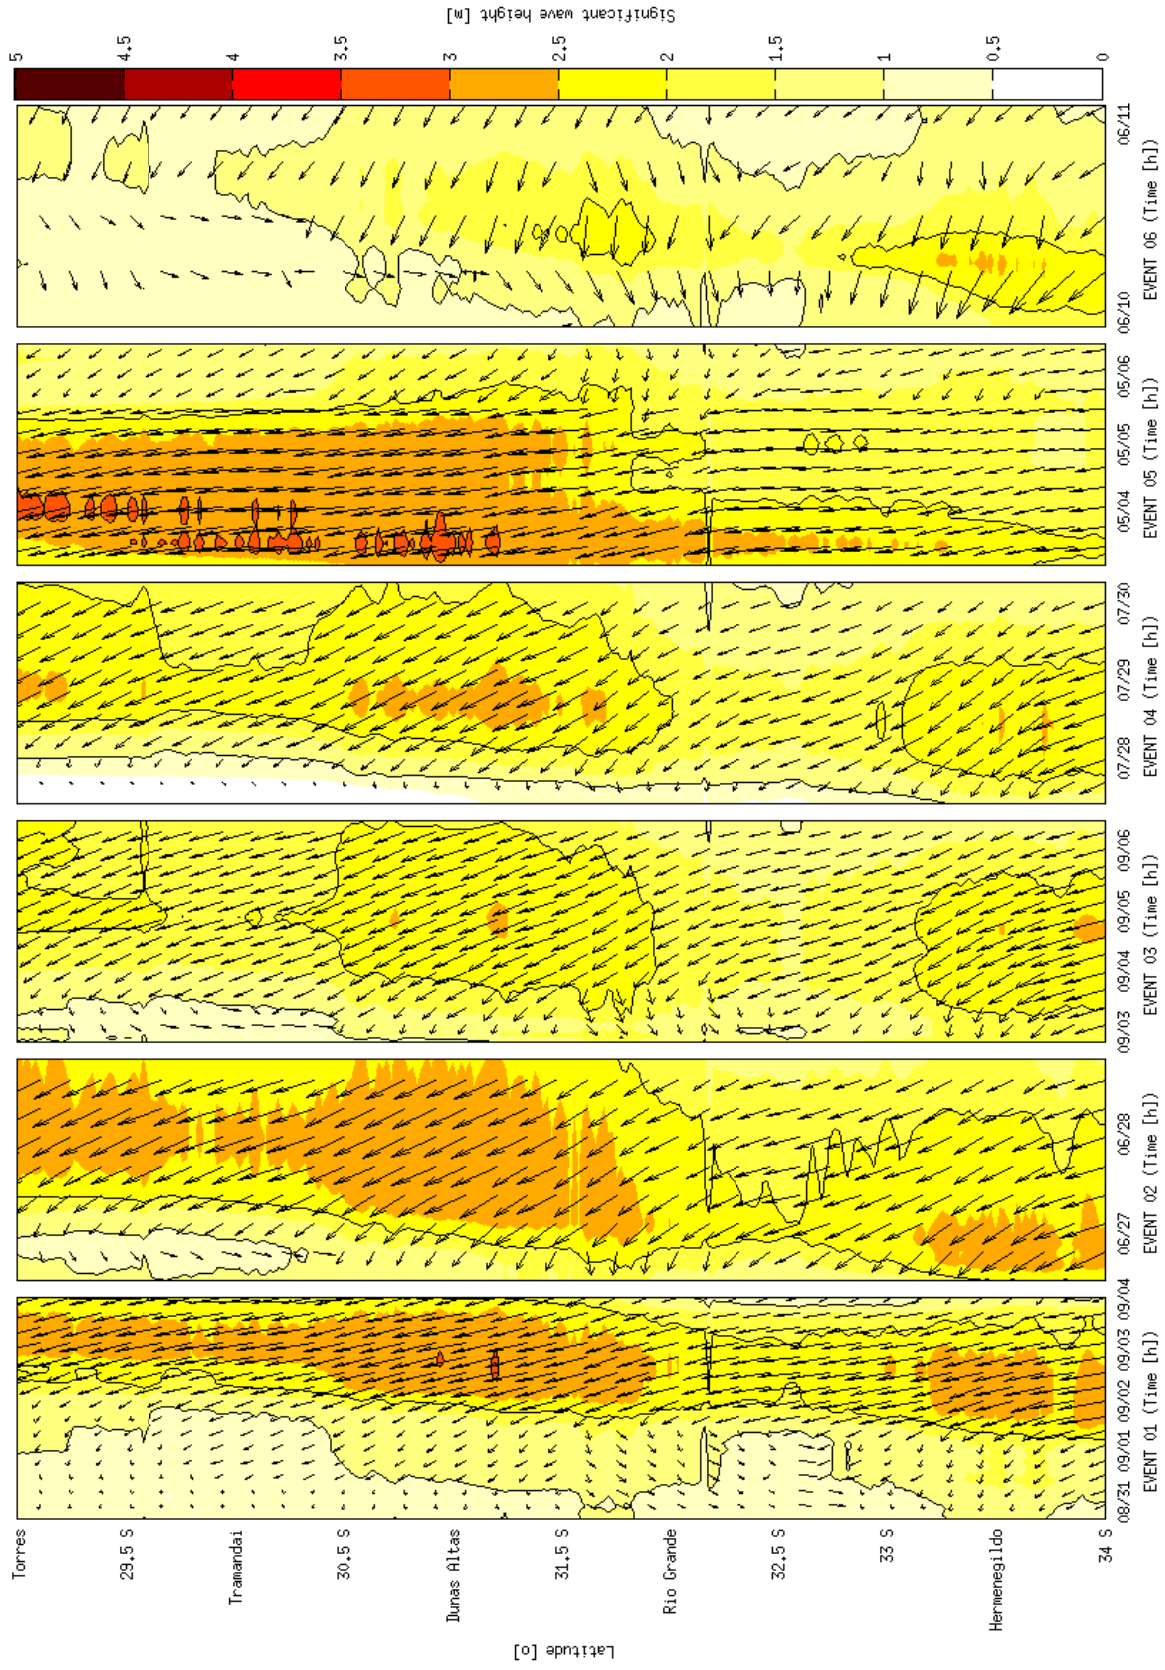 Significant wave height [m]
5
4.5
4
3.5
3
2.5
2
1.5
1
0.5
0
06/10
06/11
EVENT 06 (Time [h])
05/04
05/05
05/06
EVENT 05 (Time [h])
07/28
07/29
07/30
EVENT 04 (Time [h])
09/03
09/04
09/05
09/06
EVENT 03 (Time [h])
06/27
06/28
EVENT 02 (Time [h])
08/31
09/01
09/02
09/03
09/04
EVENT 01 (Time [h])
Torres
29.5 S
Tramandai
30.5 S
Dunas Altas
31.5 S
Rio Grande
32.5 S
33 S
Hermenegildo
34 S
Latitude [o]